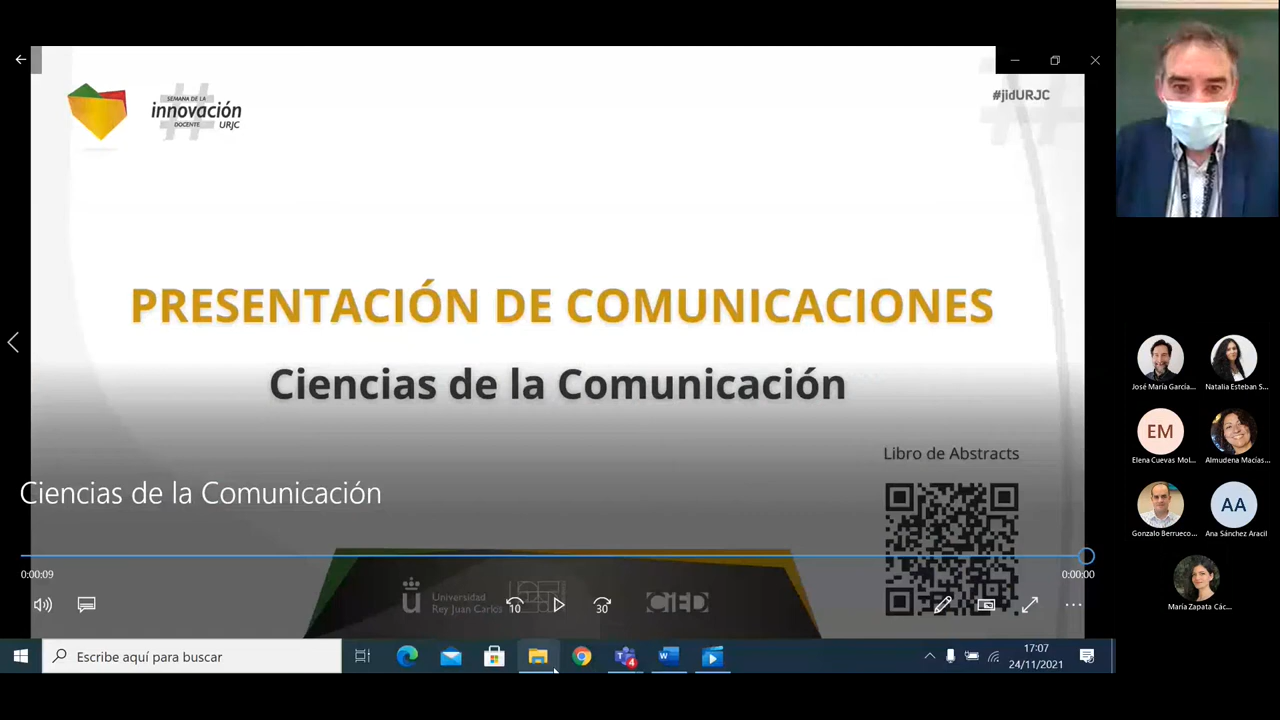 SEMANA DE LA
innovación
DOCENTE URJC
#jidURJC
PRESENTACIÓN DE COMUNICACIONES
Ciencias de la Comunicación
Libro de Abstracts
Ciencias de la Comunicación
0:00:09
0:00:00
Universidad
Rey Juan Carlos
10
30
CIED
José María García...
Natalia Esteban S...
EM
Elena Cuevas Mol...
Almudena Macías...
Gonzalo Berrueco...
AA
Ana Sánchez Aracil
María Zapata Các...
Escribe aquí para buscar
4
17:07
24/11/2021